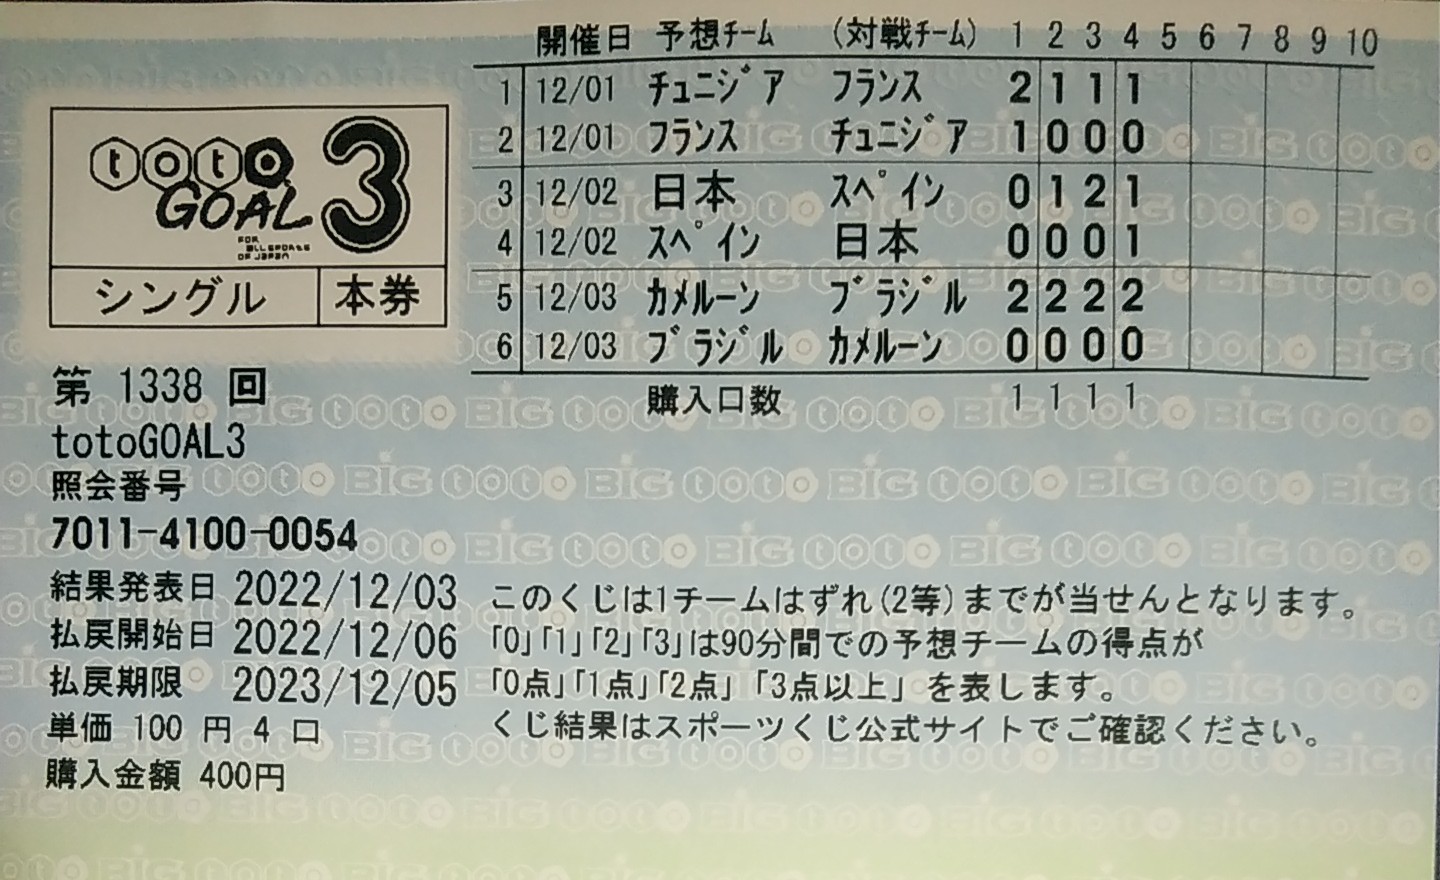 開催日 予想チーム (対戦チーム) 1 2 3 4 5 6 7 8 9 10
1 12/01 チュニジア フランス 2 1 1 1
2 12/01 フランス チュニジア 1 0 0 0
3 12/02 日本 スペイン 0 1 2 1
4 12/02 スペイン 日本 0 0 0 1
5 12/03 カメルーン ブラジル 2 2 2 2
6 12/03 ブラジル カメルーン 0 0 0 0
購入口数 1 1 1 1
toto
GOAL 3
FOR
ALL SPORTS
OF JAPAN
シングル 本券
第 1338 回
totoGOAL3
照会番号
7011-4100-0054
結果発表日 2022/12/03
払戻開始日 2022/12/06
払戻期限 2023/12/05
単価 100 円 4 口
購入金額 400円
このくじは1チームはずれ(2等)までが当せんとなります。
「0」「1」「2」「3」は90分間での予想チームの得点が
「0点」「1点」「2点」「3点以上」を表します。
くじ結果はスポーツくじ公式サイトでご確認ください。